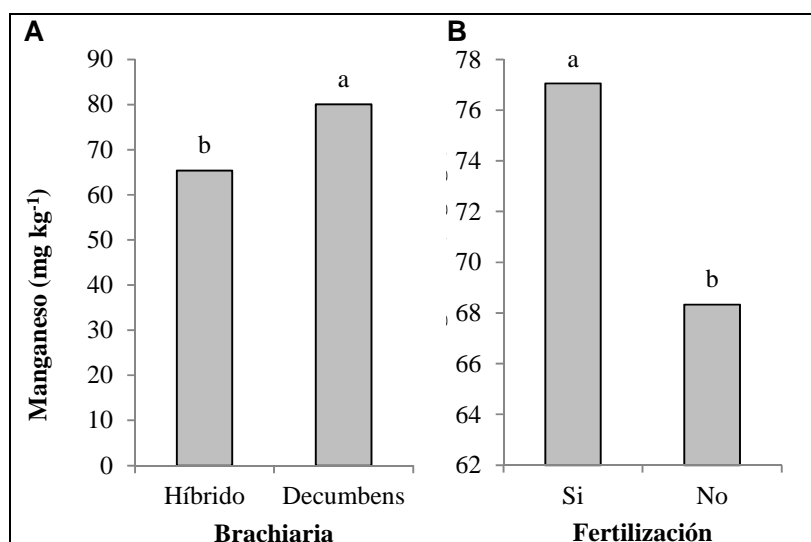 A
Manganeso (mg kg-1)
90
80
70
60
50
40
30
20
10
0
b
a
Híbrido Decumbens
Brachiaria
B
78
76
74
72
70
68
66
64
62
a
b
Si No
Fertilización